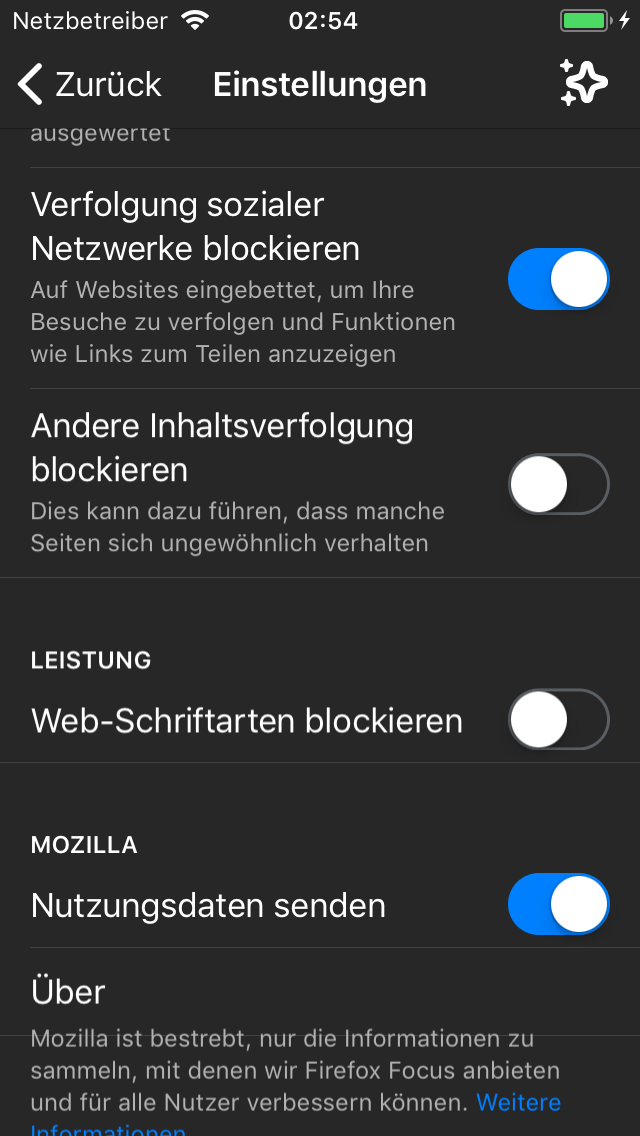 Netzbetreiber 02:54
Zurück Einstellungen
ausgewertet
Verfolgung sozialer
Netzwerke blockieren
Auf Websites eingebettet, um Ihre
Besuche zu verfolgen und Funktionen
wie Links zum Teilen anzuzeigen
Andere Inhaltsverfolgung
blockieren
Dies kann dazu führen, dass manche
Seiten sich ungewöhnlich verhalten
LEISTUNG
Web-Schriftarten blockieren
MOZILLA
Nutzungsdaten senden
Über
Mozilla ist bestrebt, nur die Informationen zu
sammeln, mit denen wir Firefox Focus anbieten
und für alle Nutzer verbessern können. Weitere
Informationen